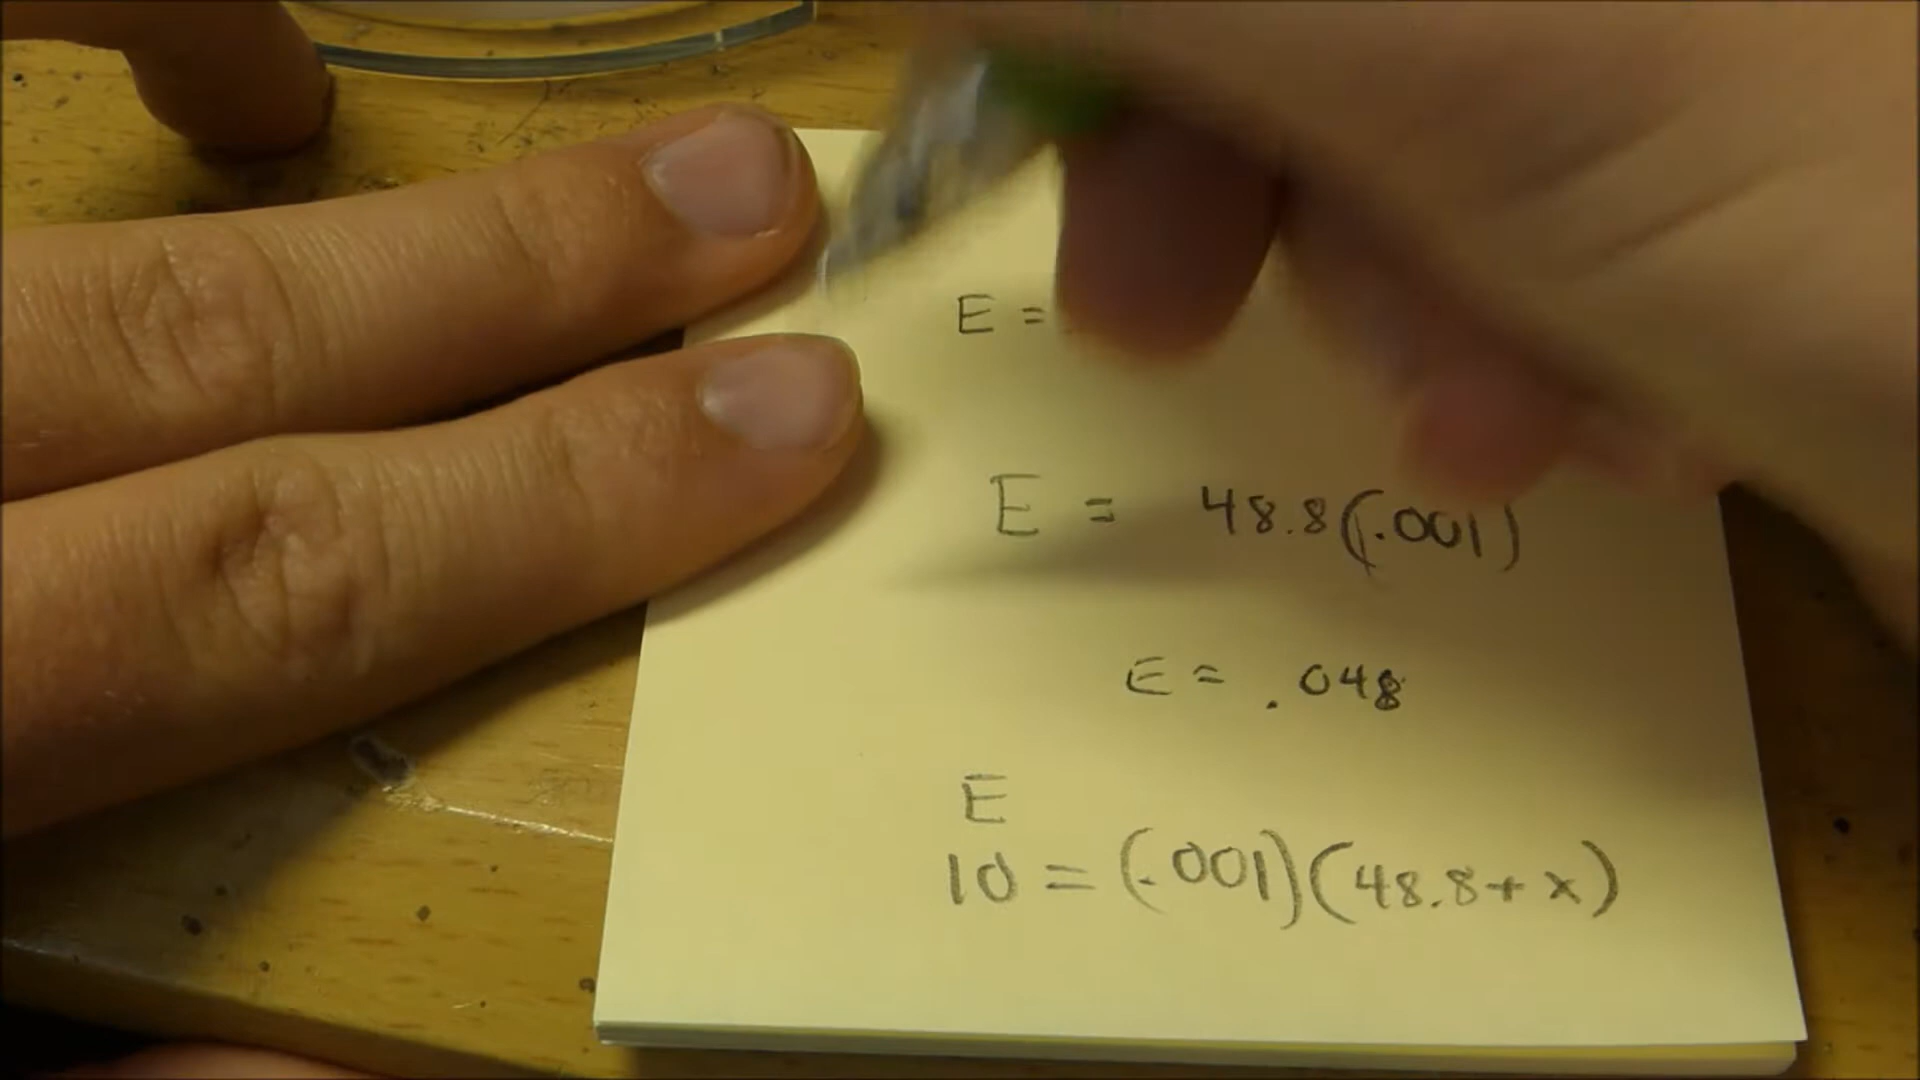 E =
E = 48.8(.001)
E = .048
E
10 = (.001)(48.8+x)